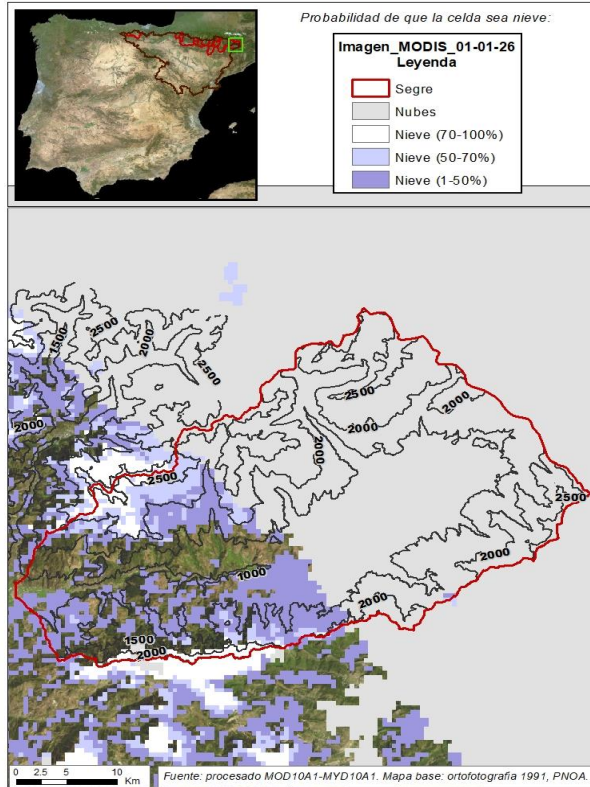 Probabilidad de que la celda sea nieve:
Imagen_MODIS_01-01-26
Leyenda
Segre
Nubes
Nieve (70-100%)
Nieve (50-70%)
Nieve (1-50%)
2500
1500
2000
2500
2000
2500
2000
2000
2000
2500
2500
1000
2000
2000
1500
2000
0 2.5 5 10
Km
Fuente: procesado MOD10A1-MYD10A1. Mapa base: ortofotografia 1991, PNOA.